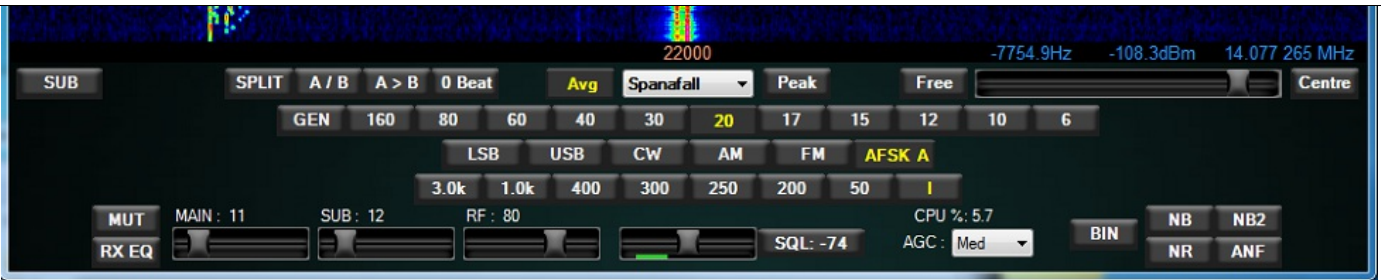 22000 -7754.9Hz -108.3dBm 14.077 265 MHz
SUB SPLIT A / B A > B 0 Beat Avg Spanafall Peak Free Centre
GEN 160 80 60 40 30 20 17 15 12 10 6
LSB USB CW AM FM AFSK A
3.0k 1.0k 400 300 250 200 50 I
MUT MAIN : 11 SUB : 12 RF : 80 CPU %: 5.7 NB NB2
RX EQ SQL: -74 AGC : Med BIN NR ANF